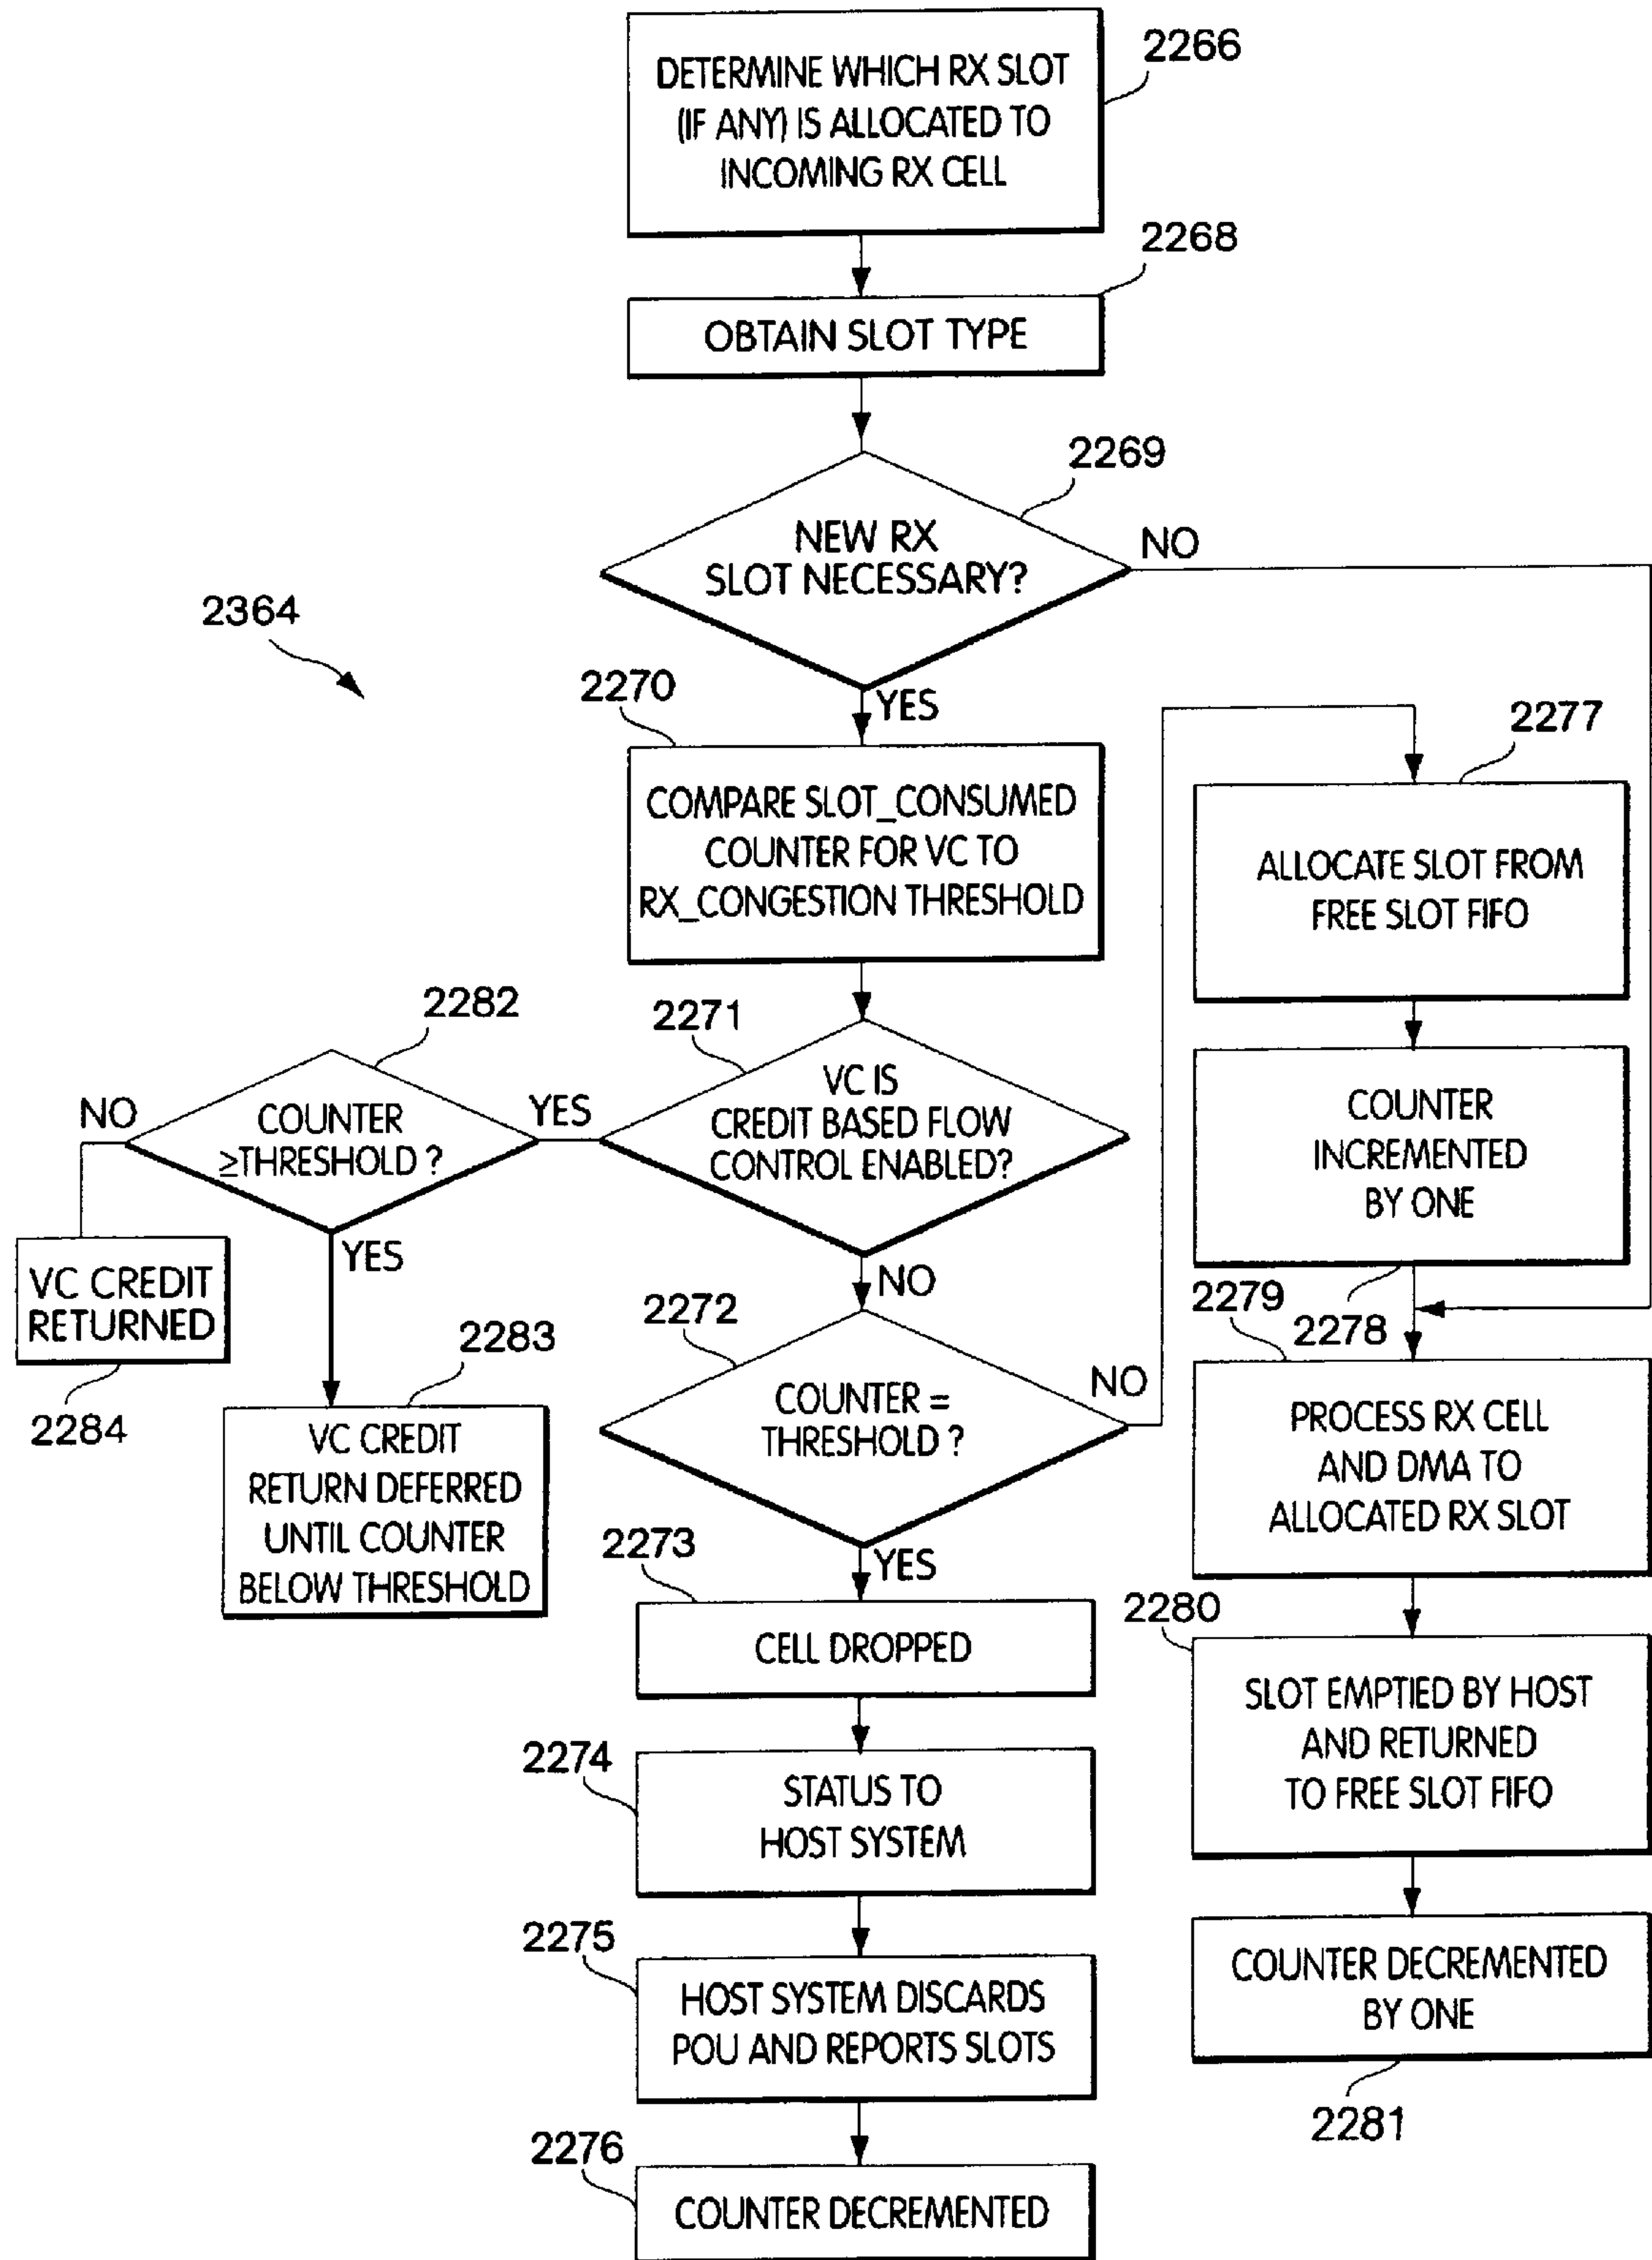 2266
DETERMINE WHICH RX SLOT
(IF ANY) IS ALLOCATED TO
INCOMING RX CELL
2268
OBTAIN SLOT TYPE
2269
NEW RX
SLOT NECESSARY?
NO
YES
2364
2270
COMPARE SLOT_CONSUMED
COUNTER FOR VC TO
RX_CONGESTION THRESHOLD
2277
ALLOCATE SLOT FROM
FREE SLOT FIFO
2282
COUNTER
≥THRESHOLD ?
NO
YES
YES
2271
VC IS
CREDIT BASED FLOW
CONTROL ENABLED?
NO
COUNTER
INCREMENTED
BY ONE
2278
VC CREDIT
RETURNED
2284
2283
VC CREDIT
RETURN DEFERRED
UNTIL COUNTER
BELOW THRESHOLD
2272
COUNTER =
THRESHOLD ?
NO
YES
2279
PROCESS RX CELL
AND DMA TO
ALLOCATED RX SLOT
2273
CELL DROPPED
2280
SLOT EMPTIED BY HOST
AND RETURNED
TO FREE SLOT FIFO
2274
STATUS TO
HOST SYSTEM
2275
HOST SYSTEM DISCARDS
POU AND REPORTS SLOTS
COUNTER DECREMENTED
BY ONE
2281
2276
COUNTER DECREMENTED